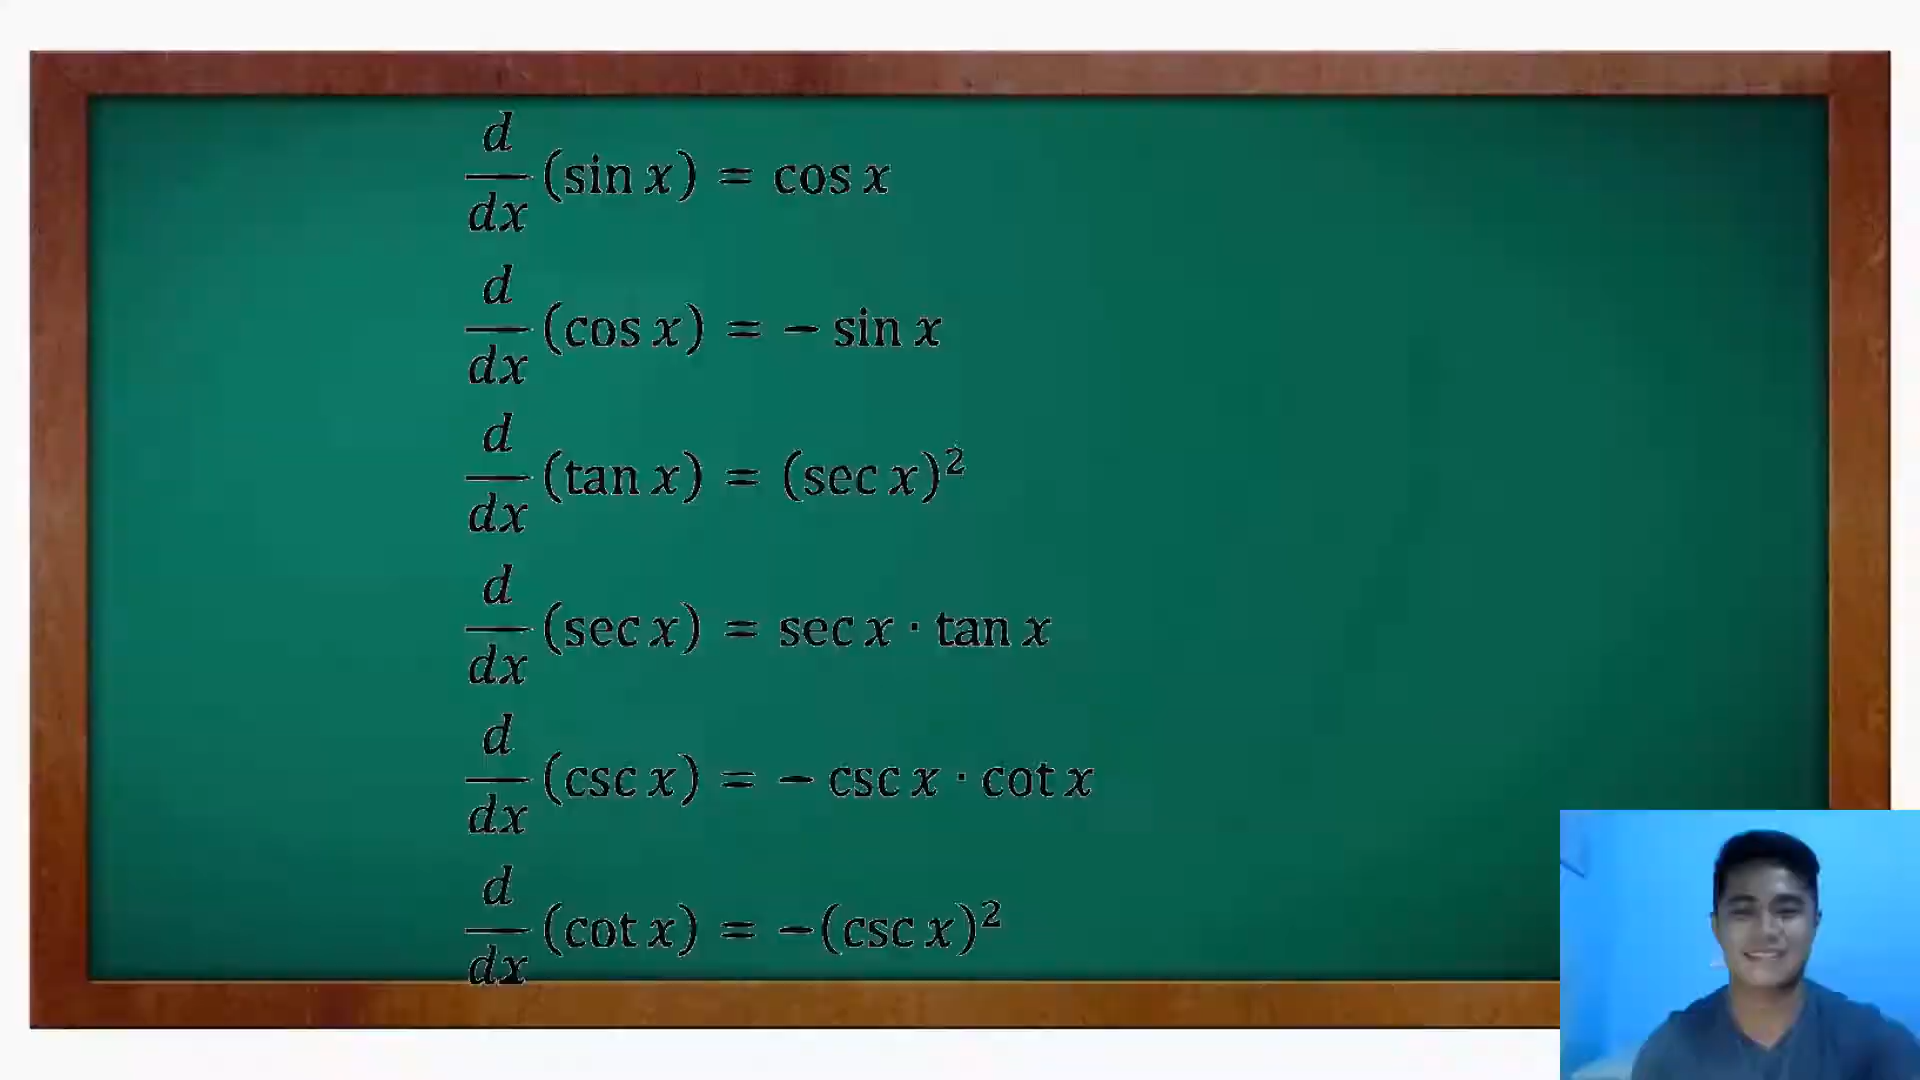 d/dx (sin x) = cos x
d/dx (cos x) = − sin x
d/dx (tan x) = (sec x)²
d/dx (sec x) = sec x · tan x
d/dx (csc x) = − csc x · cot x
d/dx (cot x) = −(csc x)²